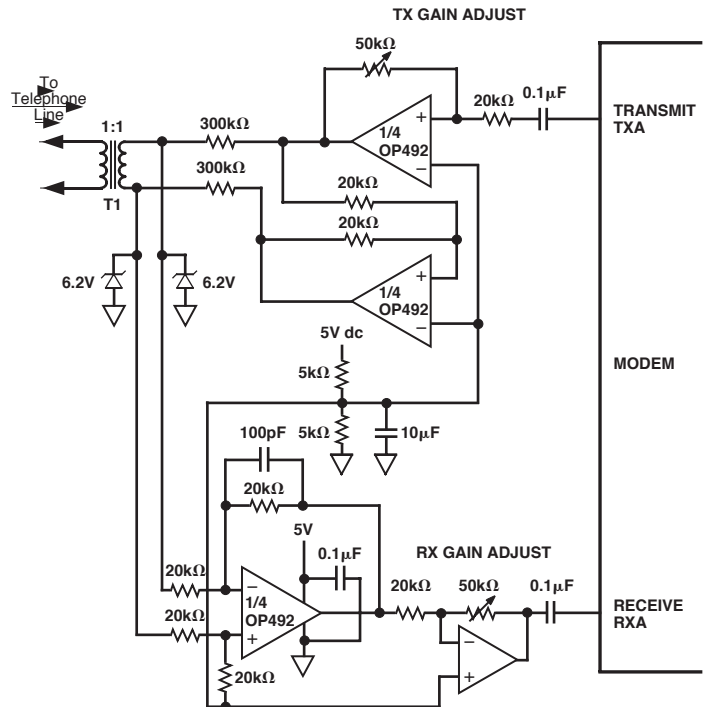 TX GAIN ADJUST
50kΩ
To
Telephone
Line
1:1
T1
300kΩ
300kΩ
+
1/4
OP492
−
20kΩ
0.1µF
TRANSMIT
TXA
20kΩ
20kΩ
6.2V
6.2V
+
1/4
OP492
−
5V dc
5kΩ
5kΩ
10µF
MODEM
100pF
20kΩ
5V
0.1µF
RX GAIN ADJUST
20kΩ
20kΩ
−
1/4
OP492
+
20kΩ
20kΩ
50kΩ
0.1µF
RECEIVE
RXA
−
+